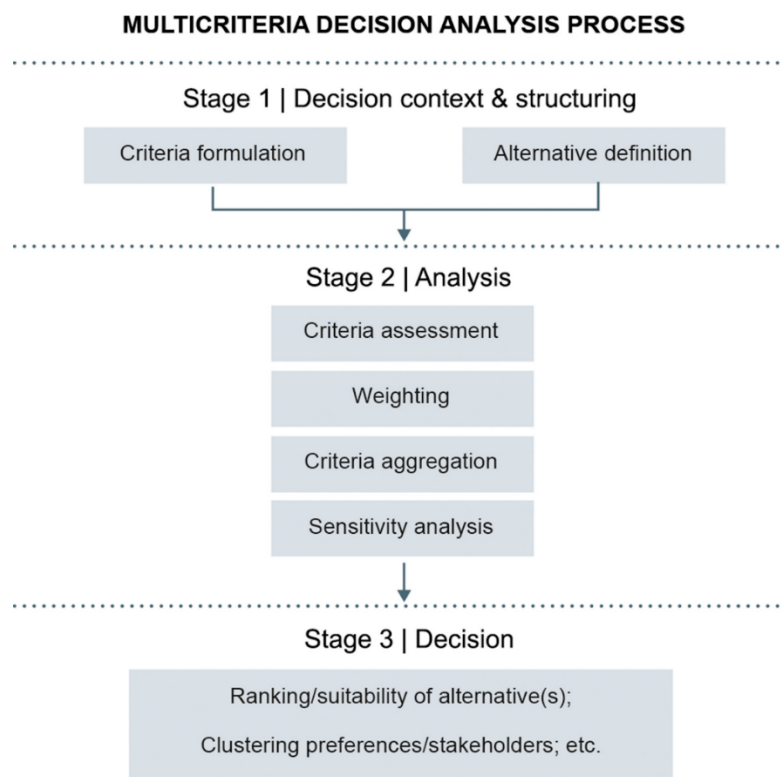 MULTICRITERIA DECISION ANALYSIS PROCESS
Stage 1 | Decision context & structuring
Criteria formulation
Alternative definition
Stage 2 | Analysis
Criteria assessment
Weighting
Criteria aggregation
Sensitivity analysis
Stage 3 | Decision
Ranking/suitability of alternative(s);
Clustering preferences/stakeholders; etc.